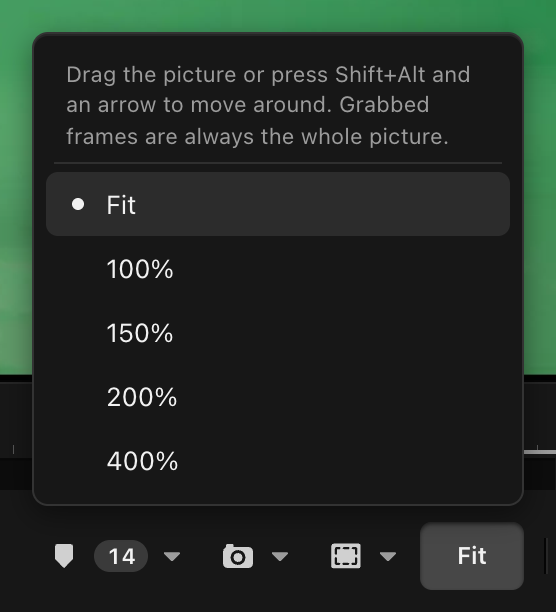 Drag the picture or press Shift+Alt and
an arrow to move around. Grabbed
frames are always the whole picture.
Fit
100%
150%
200%
400%
14
Fit